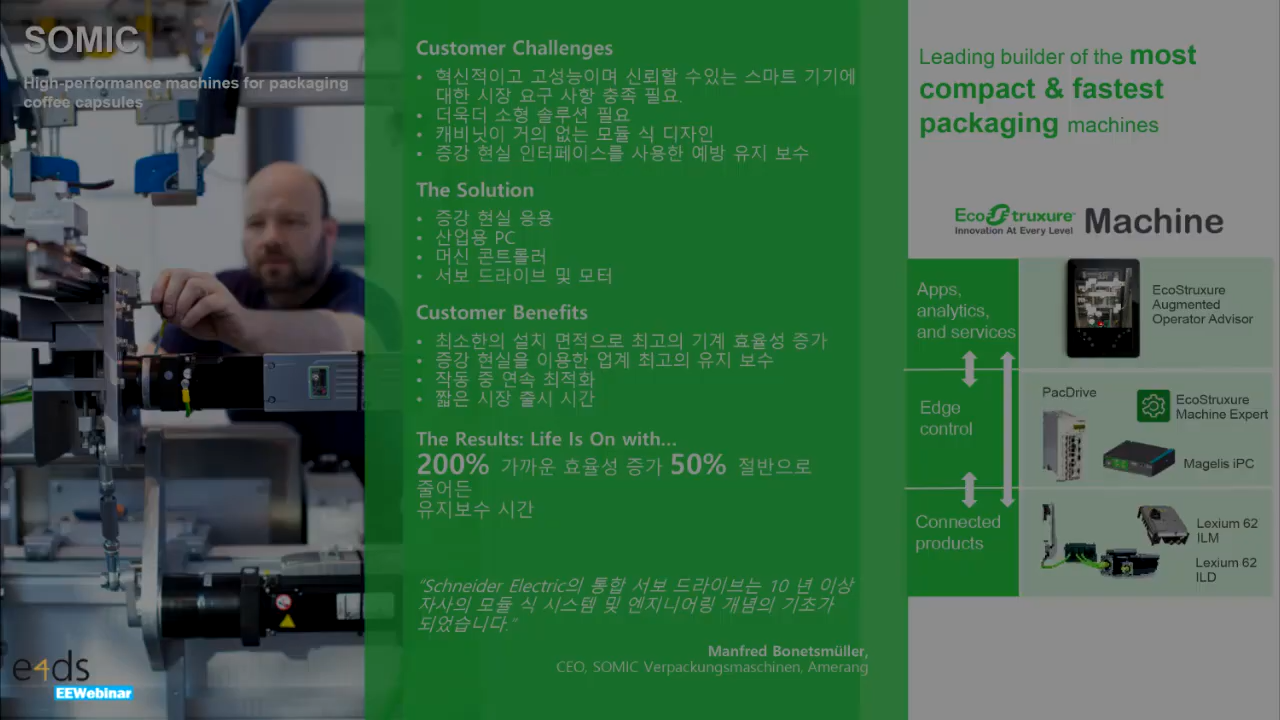 SOMIC
High-performance machines for packaging
coffee capsules
Customer Challenges
• 혁신적이고 고성능이며 신뢰할 수있는 스마트 기기에
대한 시장 요구 사항 충족 필요.
• 더욱더 소형 솔루션 필요
• 캐비닛이 거의 없는 모듈 식 디자인
• 증강 현실 인터페이스를 사용한 예방 유지 보수
The Solution
• 증강 현실 응용
• 산업용 PC
• 머신 콘트롤러
• 서보 드라이브 및 모터
Customer Benefits
• 최소한의 설치 면적으로 최고의 기계 효율성 증가
• 증강 현실을 이용한 업계 최고의 유지 보수
• 작동 중 연속 최적화
• 짧은 시장 출시 시간
The Results: Life Is On with...
200% 가까운 효율성 증가 50% 절반으로
줄어든
유지보수 시간
“Schneider Electric의 통합 서보 드라이브는 10 년 이상
자사의 모듈 식 시스템 및 엔지니어링 개념의 기초가
되었습니다.”
Manfred Bonetsmüller,
CEO, SOMIC Verpackungsmaschinen, Amerang
Leading builder of the most
compact & fastest
packaging machines
EcoStruxure Machine
Innovation At Every Level
Apps,
analytics,
and services
EcoStruxure
Augmented
Operator Advisor
Edge
control
PacDrive
EcoStruxure
Machine Expert
Magelis iPC
Connected
products
Lexium 62
ILM
Lexium 62
ILD
e4ds
EEWebinar